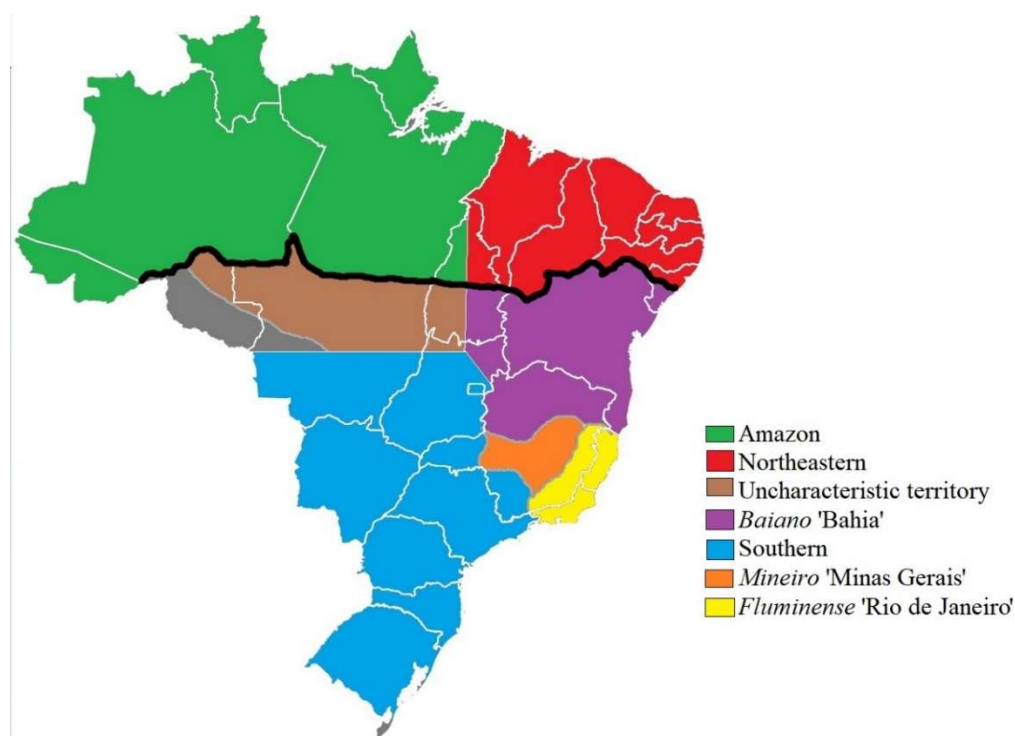 Amazon
Northeastern
Uncharacteristic territory
Baiano 'Bahia'
Southern
Mineiro 'Minas Gerais'
Fluminense 'Rio de Janeiro'